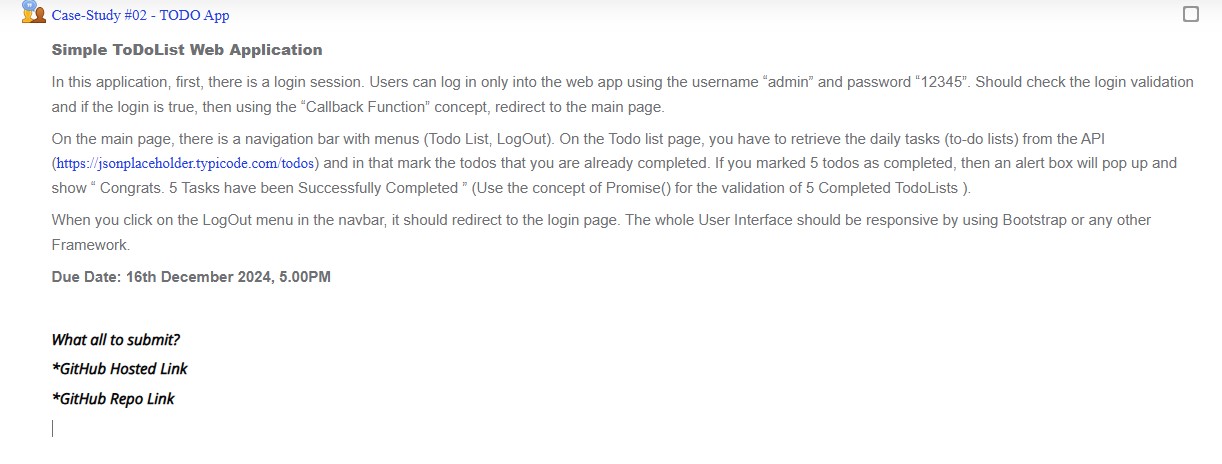 Case-Study #02 - TODO App
Simple ToDoList Web Application
In this application, first, there is a login session. Users can log in only into the web app using the username “admin” and password “12345”. Should check the login validation
and if the login is true, then using the “Callback Function” concept, redirect to the main page.
On the main page, there is a navigation bar with menus (Todo List, LogOut). On the Todo list page, you have to retrieve the daily tasks (to-do lists) from the API
(https://jsonplaceholder.typicode.com/todos) and in that mark the todos that you are already completed. If you marked 5 todos as completed, then an alert box will pop up and
show “ Congrats. 5 Tasks have been Successfully Completed ” (Use the concept of Promise() for the validation of 5 Completed TodoLists ).
When you click on the LogOut menu in the navbar, it should redirect to the login page. The whole User Interface should be responsive by using Bootstrap or any other
Framework.
Due Date: 16th December 2024, 5.00PM
What all to submit?
*GitHub Hosted Link
*GitHub Repo Link